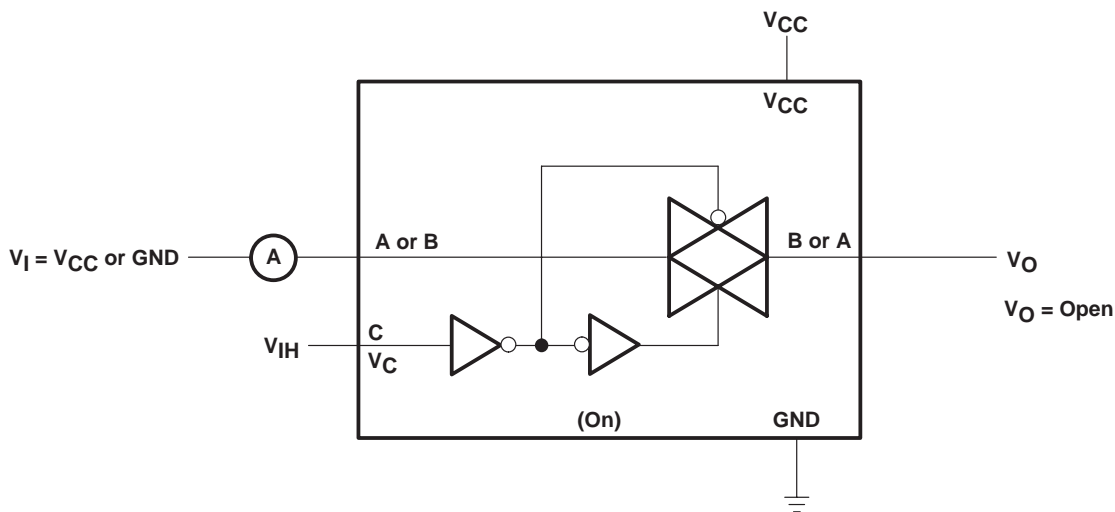 VCC
VCC
VI = VCC or GND
A
A or B
B or A
VO
VO = Open
VIH
C
VC
(On)
GND